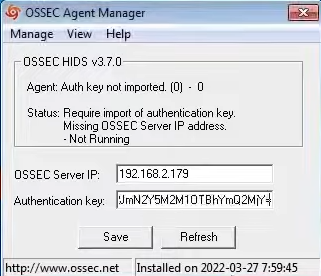 OSSEC Agent Manager
Manage View Help
OSSEC HIDS v3.7.0
Agent: Auth key not imported. (0) - 0
Status: Require import of authentication key.
Missing OSSEC Server IP address.
- Not Running
OSSEC Server IP: 192.168.2.179
Authentication key:
Save Refresh
http://www.ossec.net Installed on 2022-03-27 7:59:45